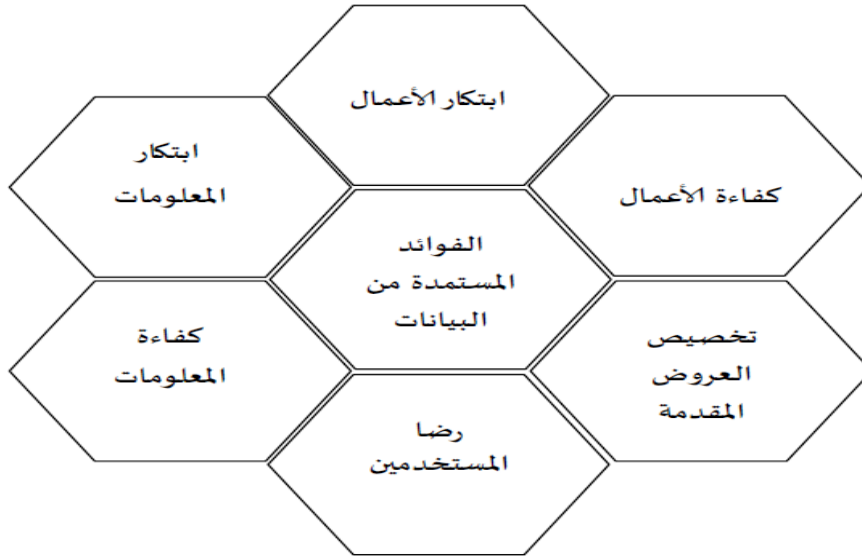 ابتكار الأعمال
ابتكار
المعلومات
كفاءة الأعمال
الفوائد
المستمدة من
البيانات
كفاءة
المعلومات
تخصيص
العروض
المقدمة
رضا
المستخدمين